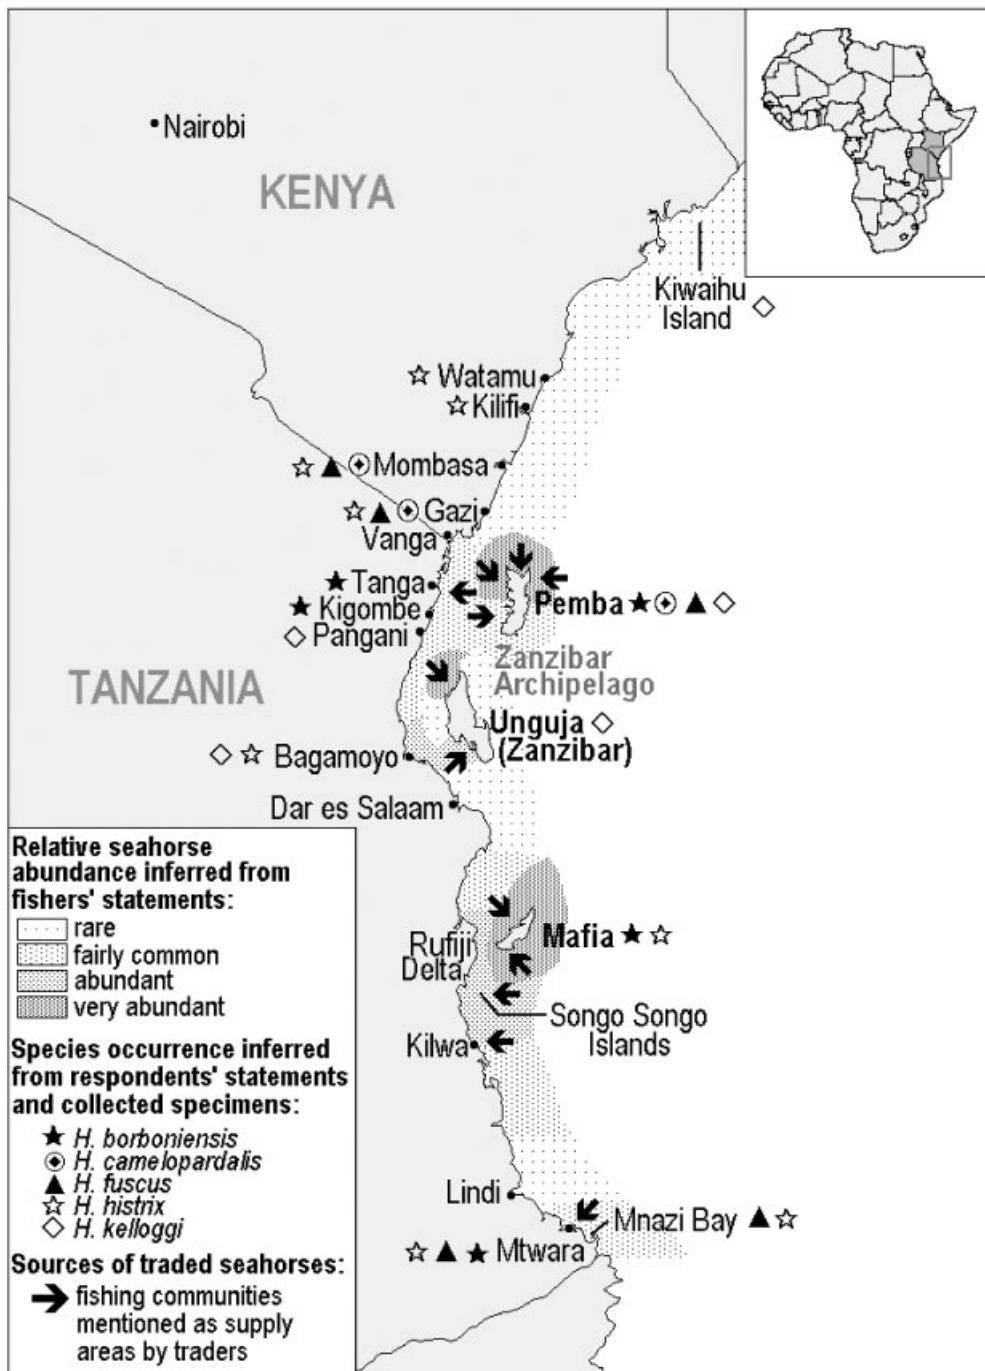 Nairobi
KENYA
Kiwaihu
Island
Watamu
Kilifi
Mombasa
Gazi
Vanga
Tanga
Kigombe
Pemba
Pangani
Zanzibar
Archipelago
TANZANIA
Unguja
(Zanzibar)
Bagamoyo
Dar es Salaam
Relative seahorse
abundance inferred from
fishers' statements:
rare
fairly common
abundant
very abundant
Species occurrence inferred
from respondents' statements
and collected specimens:
H. borboniensis
H. camelopardalis
H. fuscus
H. histrix
H. kelloggi
Sources of traded seahorses:
fishing communities
mentioned as supply
areas by traders
Mafia
Rufiji
Delta
Songo Songo
Islands
Kilwa
Lindi
Mnazi Bay
Mtwara